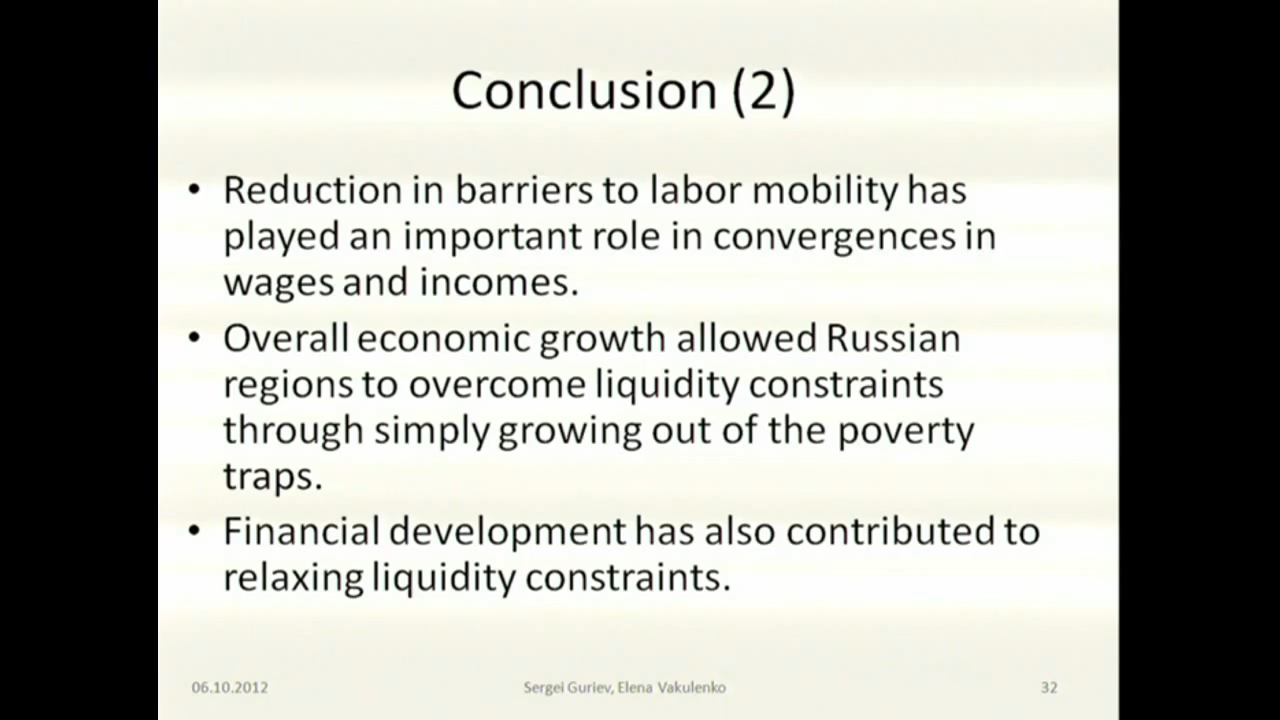 Conclusion (2)
• Reduction in barriers to labor mobility has
played an important role in convergences in
wages and incomes.
• Overall economic growth allowed Russian
regions to overcome liquidity constraints
through simply growing out of the poverty
traps.
• Financial development has also contributed to
relaxing liquidity constraints.
06.10.2012
Sergei Guriev, Elena Vakulenko
32